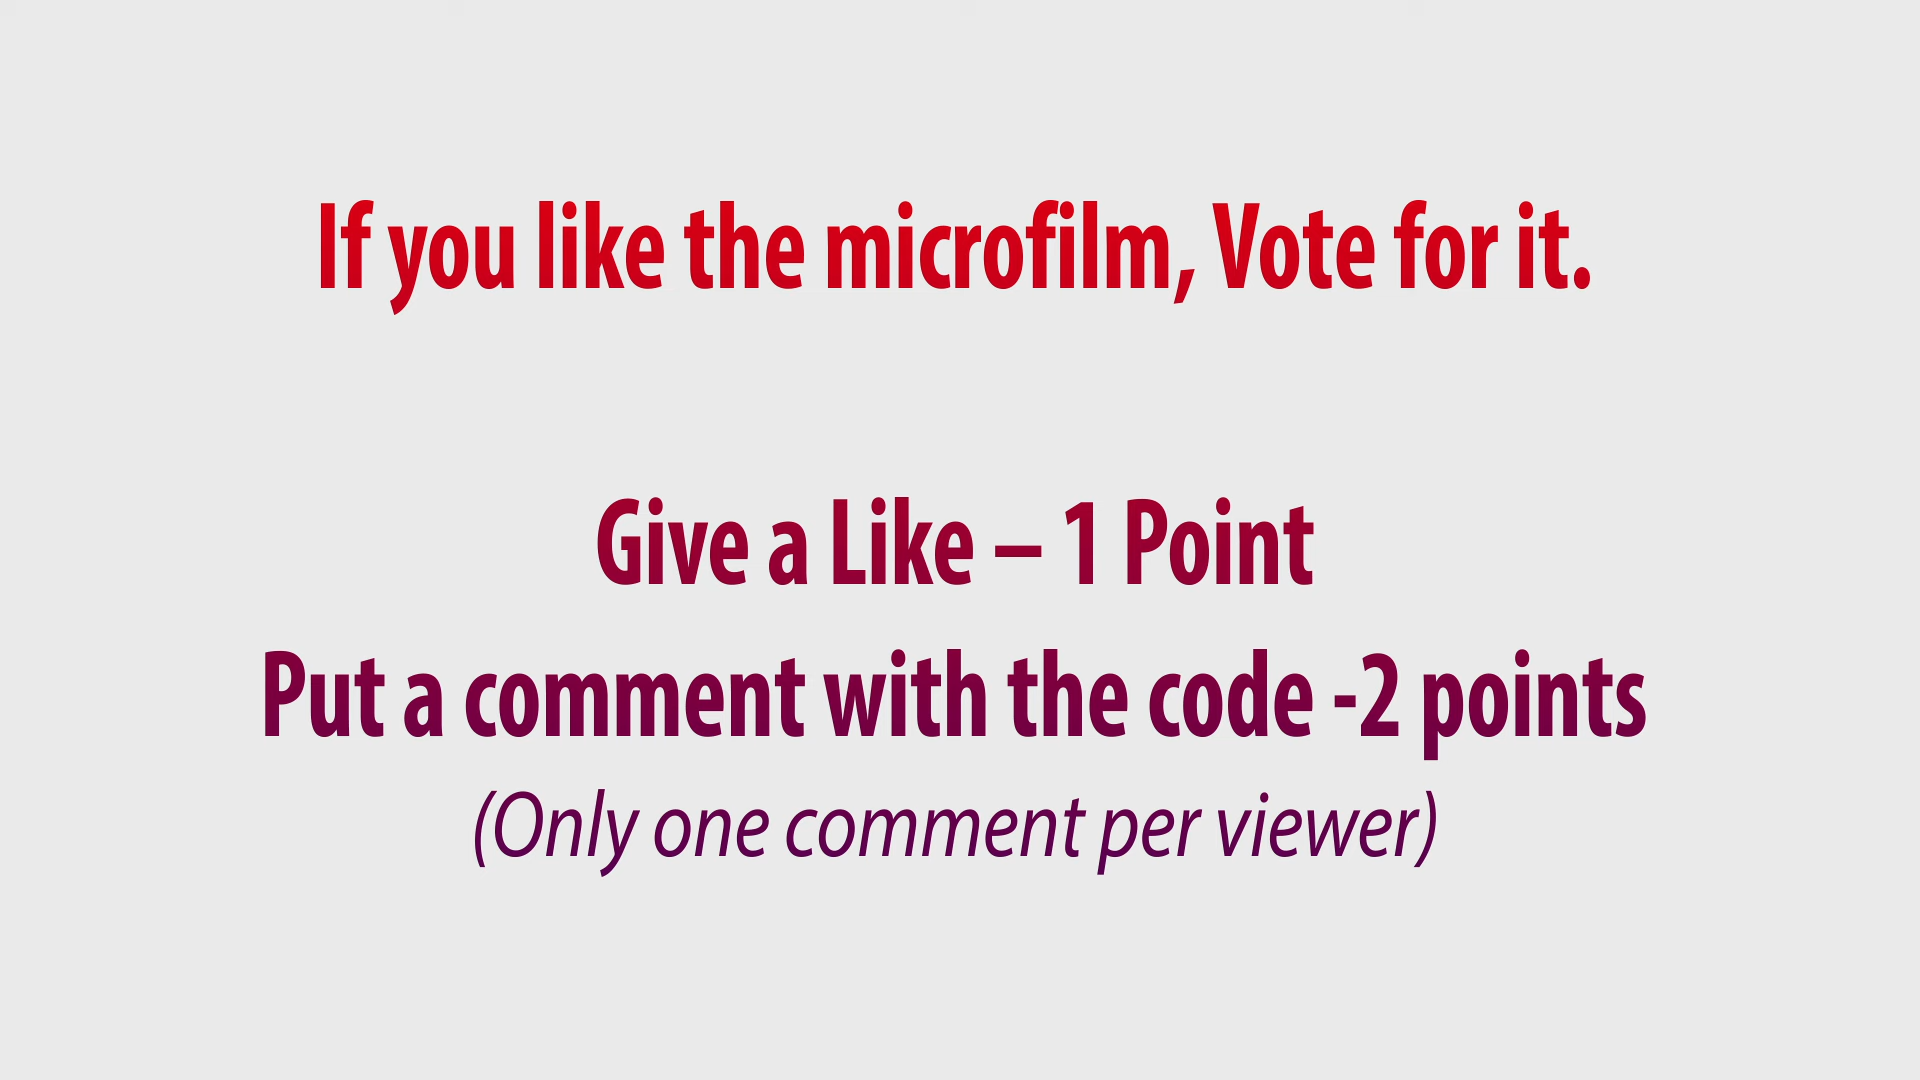 If you like the microfilm, Vote for it.
Give a Like – 1 Point
Put a comment with the code -2 points
(Only one comment per viewer)